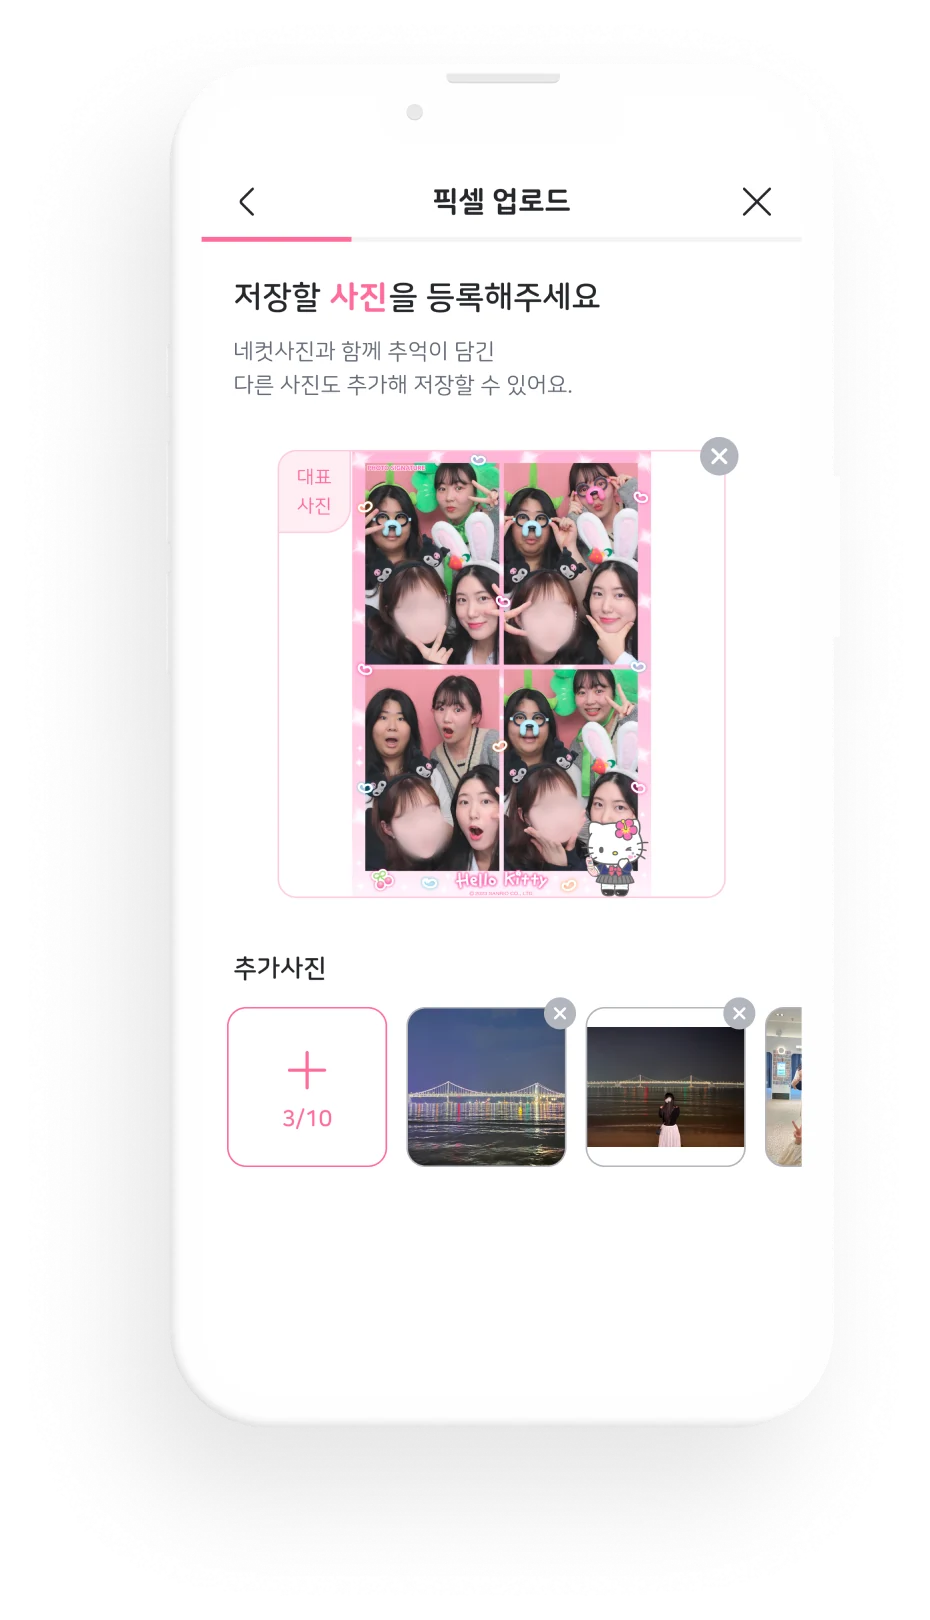 픽셀 업로드
저장할 사진을 등록해주세요
네컷사진과 함께 추억이 담긴
다른 사진도 추가해 저장할 수 있어요.
대표
사진
PHOTO SIGNATURE
Hello Kitty
추가사진
3/10